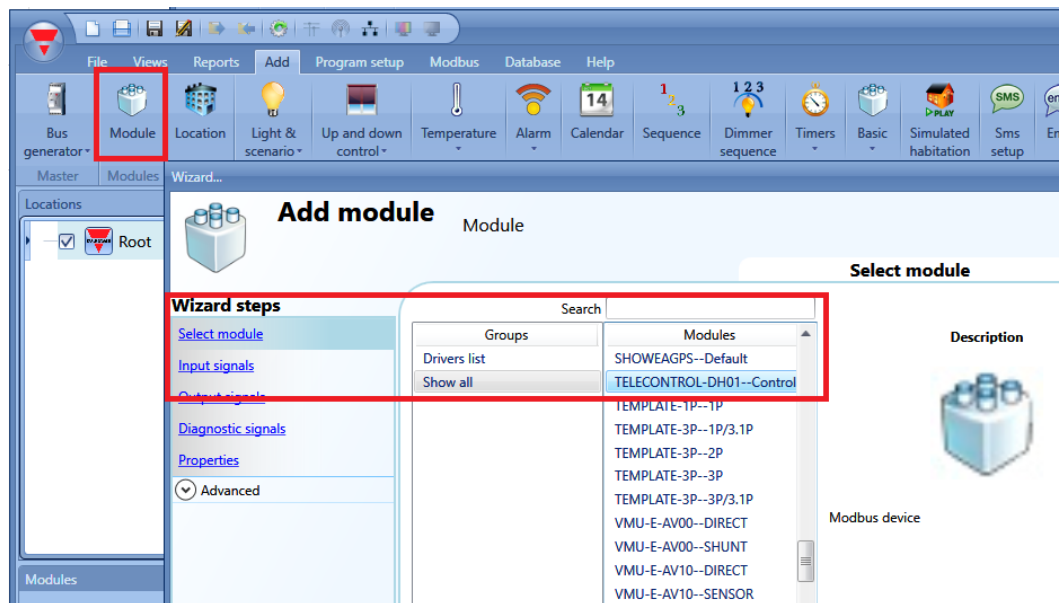 File Views Reports Add Program setup Modbus Database Help
Bus generator Module Location Light & scenario Up and down control Temperature Alarm 14 Calendar 1 2 3 Sequence 1 2 3 Dimmer sequence Timers Basic PLAY Simulated habitation SMS Sms setup
Master Modules Wizard...
Locations
Root
Add module Module
Select module
Wizard steps
Search
Select module
Input signals
Output signals
Diagnostic signals
Properties
Advanced
Groups
Drivers list
Show all
Modules
SHOWEAGPS--Default
TELECONTROL-DH01--Control
TEMPLATE-1P--1P
TEMPLATE-3P--1P/3.1P
TEMPLATE-3P--2P
TEMPLATE-3P--3P
TEMPLATE-3P--3P/3.1P
VMU-E-AV00--DIRECT
VMU-E-AV00--SHUNT
VMU-E-AV10--DIRECT
VMU-E-AV10--SENSOR
Description
Modbus device
Modules